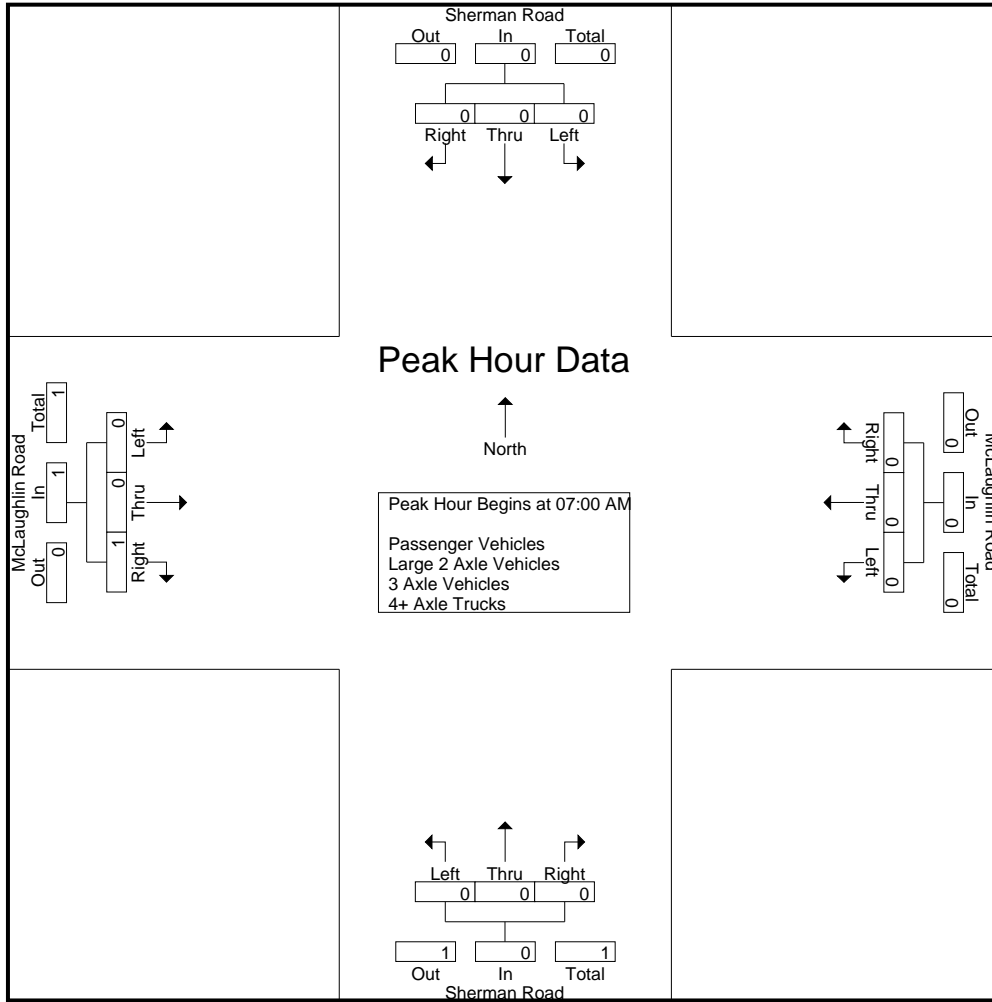 Sherman Road
Out In Total
0 0 0
0 0 0
Right Thru Left
Peak Hour Data
North
Peak Hour Begins at 07:00 AM
Passenger Vehicles
Large 2 Axle Vehicles
3 Axle Vehicles
4+ Axle Trucks
McLaughlin Road
Out In Total
0 1 1
Right Thru Left
1 0 0
McLaughlin Road
Out In Total
0 0 0
Right Thru Left
0 0 0
Left Thru Right
0 0 0
1 0 1
Out In Total
Sherman Road